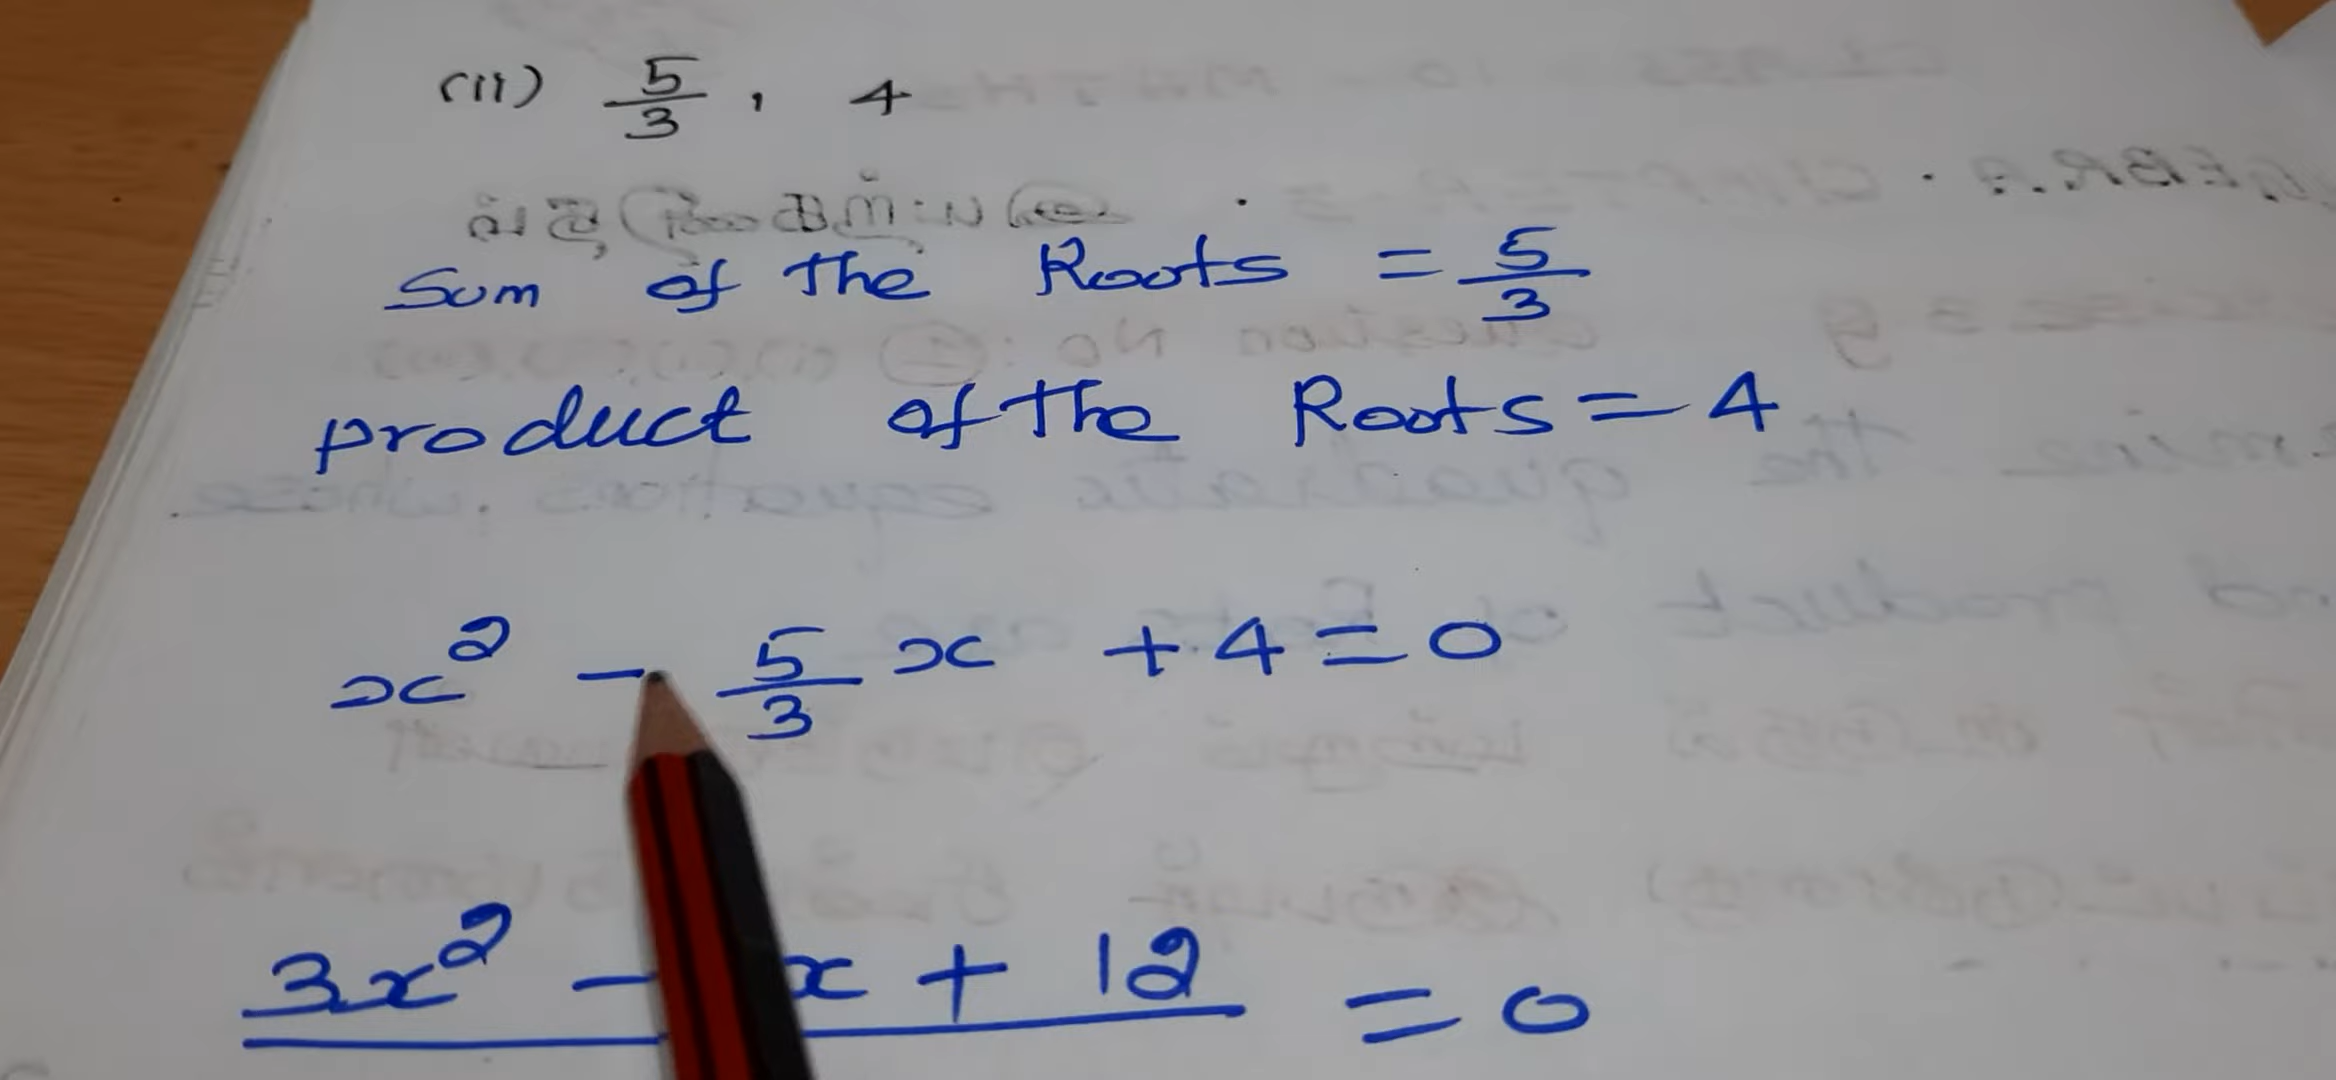 (ii) 5/3 , 4
Sum of the Roots = 5/3
product of the Roots = 4
x² - 5/3 x + 4 = 0
3x² - x + 12 = 0